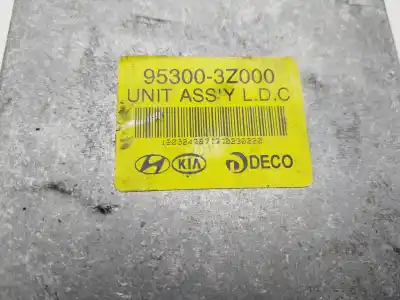 95300-3Z000
UNIT ASS'Y L.D.C
KIA DECO